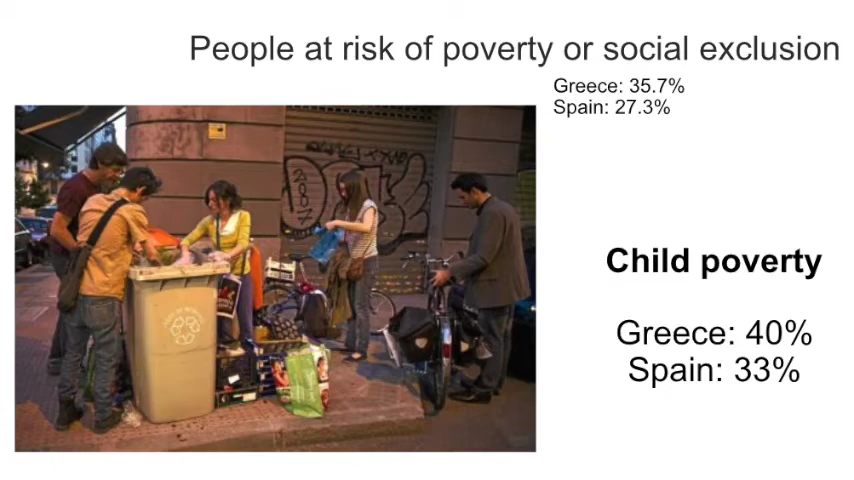 People at risk of poverty or social exclusion
Greece: 35.7%
Spain: 27.3%
Child poverty
Greece: 40%
Spain: 33%